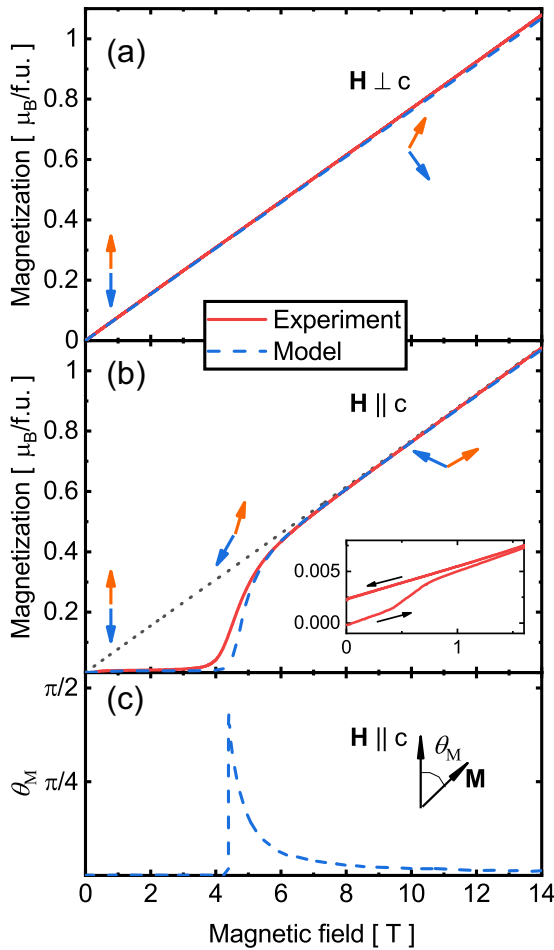 (a)
H ⊥ c
Magnetization [ μB/f.u. ]
1
0.8
0.6
0.4
0.2
0
Experiment
Model
(b)
H || c
Magnetization [ μB/f.u. ]
1
0.8
0.6
0.4
0.2
0.005
0.000
0 1
(c)
H || c
θM
M
θM
π/2
π/4
0 2 4 6 8 10 12 14
Magnetic field [ T ]